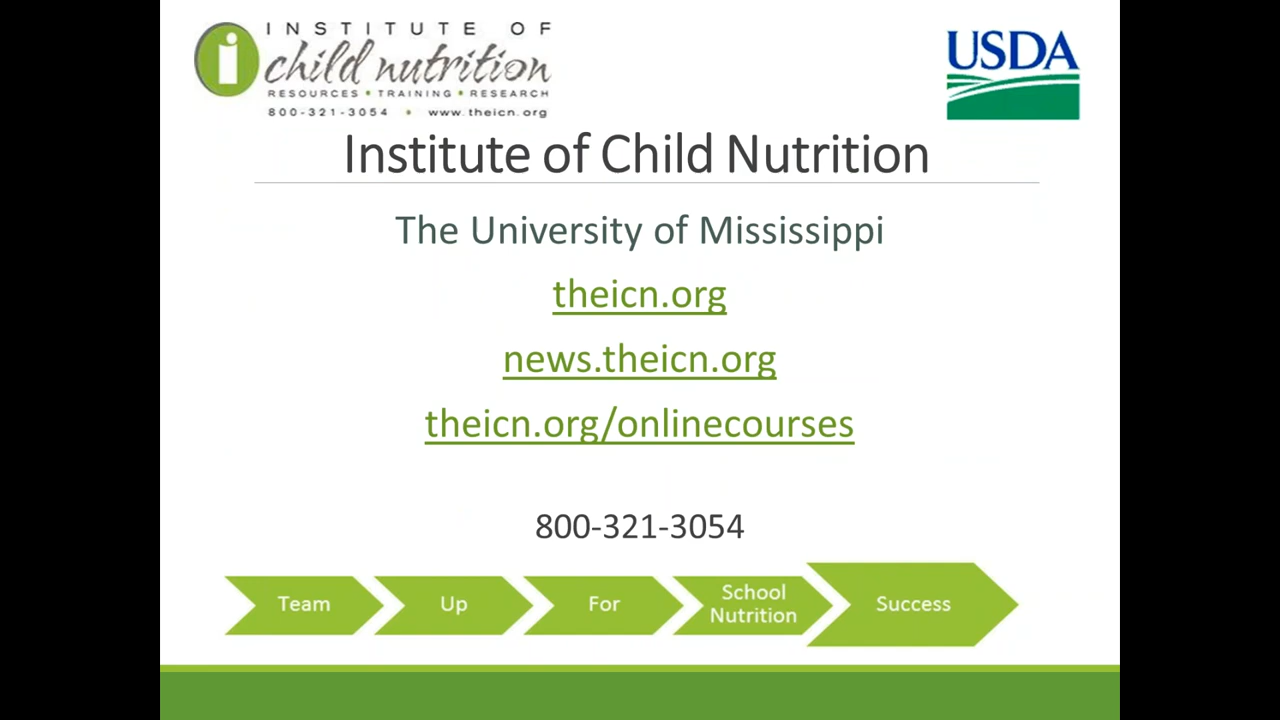 INSTITUTE OF
child nutrition
RESOURCES • TRAINING • RESEARCH
800-321-3054 • www.theicn.org
USDA
Institute of Child Nutrition
The University of Mississippi
theicn.org
news.theicn.org
theicn.org/onlinecourses
800-321-3054
Team
Up
For
School
Nutrition
Success